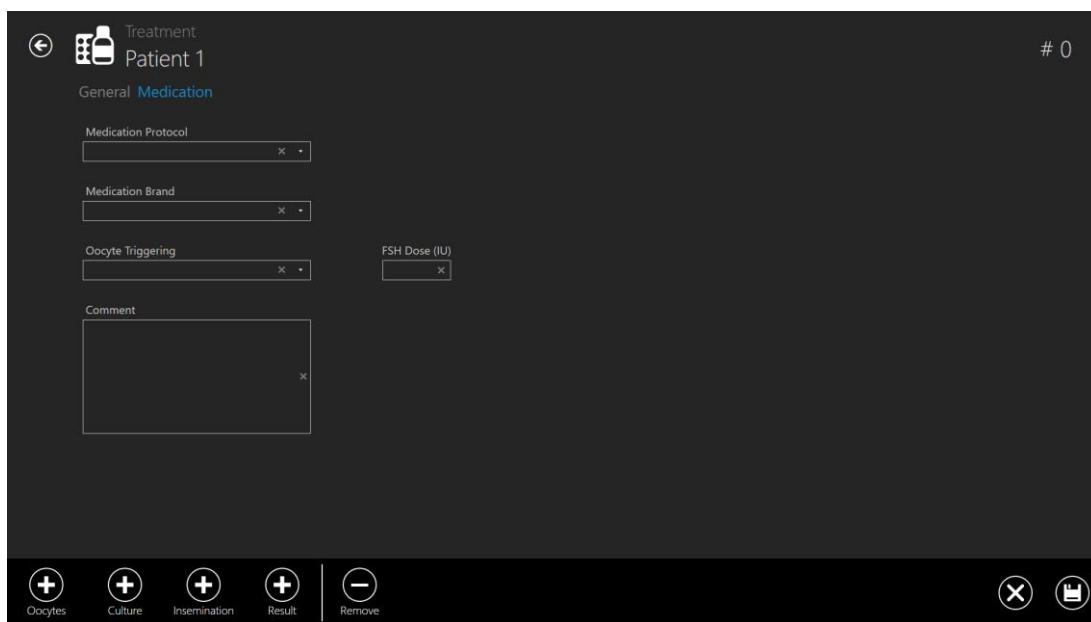 Treatment
Patient 1
# 0
General Medication
Medication Protocol
Medication Brand
Oocyte Triggering
FSH Dose (IU)
Comment
Oocytes
Culture
Insemination
Result
Remove